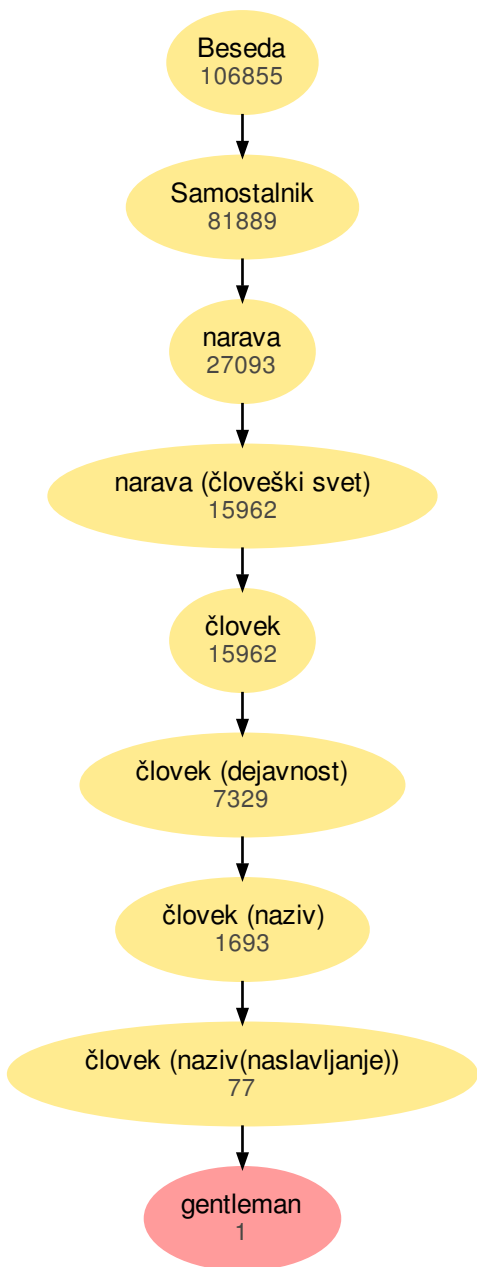 Beseda
106855
Samostalnik
81889
narava
27093
narava (človeški svet)
15962
človek
15962
človek (dejavnost)
7329
človek (naziv)
1693
človek (naziv(naslavljanje))
77
gentleman
1